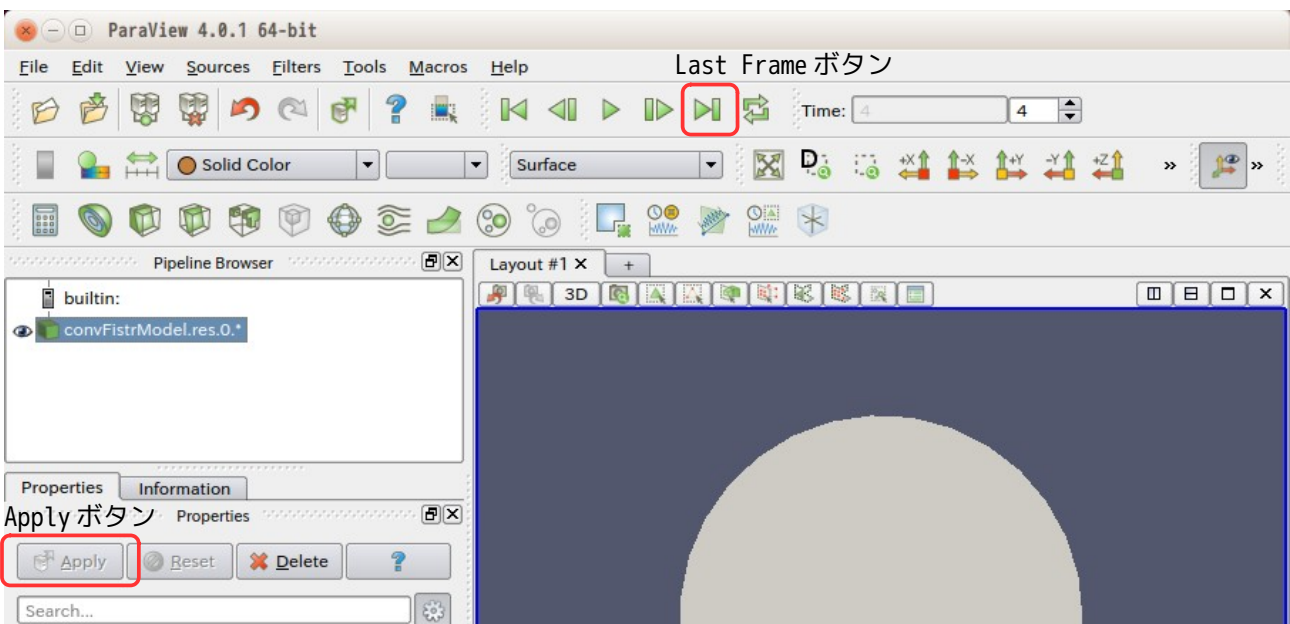 ParaView 4.0.1 64-bit
File Edit View Sources Filters Tools Macros Help
Last Frame ボタン
Time: 4 4
Solid Color Surface
+X -X +Y -Y +Z
Pipeline Browser
Layout #1
3D
builtin:
convFistrModel.res.0.*
Properties Information
Apply ボタン Properties
Apply Reset Delete ?
Search...